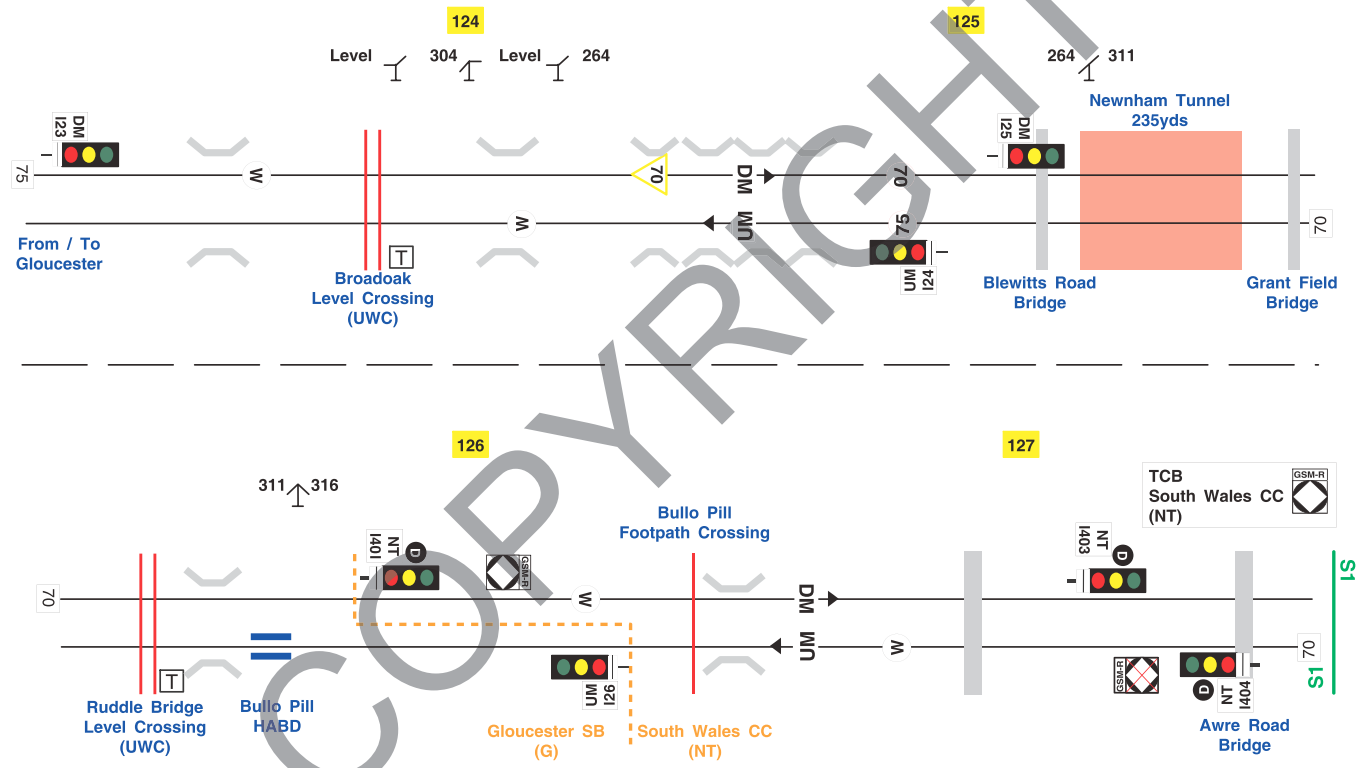 124
125
Level
304
Level
264
264
311
DM
I23
DM
I25
Newnham Tunnel
235yds
75
W
70
DM
70
W
UM
75
70
From / To
Gloucester
T
UM
I24
Broadoak
Level Crossing
(UWC)
Blewitts Road
Bridge
Grant Field
Bridge
126
127
311
316
TCB
South Wales CC
(NT)
GSM-R
Bullo Pill
Footpath Crossing
NT
I401
D
GSM-R
NT
I403
D
S1
70
W
DM
UM
W
70
T
UM
I26
GSM-R
D
NT
I404
S1
Ruddle Bridge
Level Crossing
(UWC)
Bullo Pill
HABD
Gloucester SB
(G)
South Wales CC
(NT)
Awre Road
Bridge
COPYRIGHT